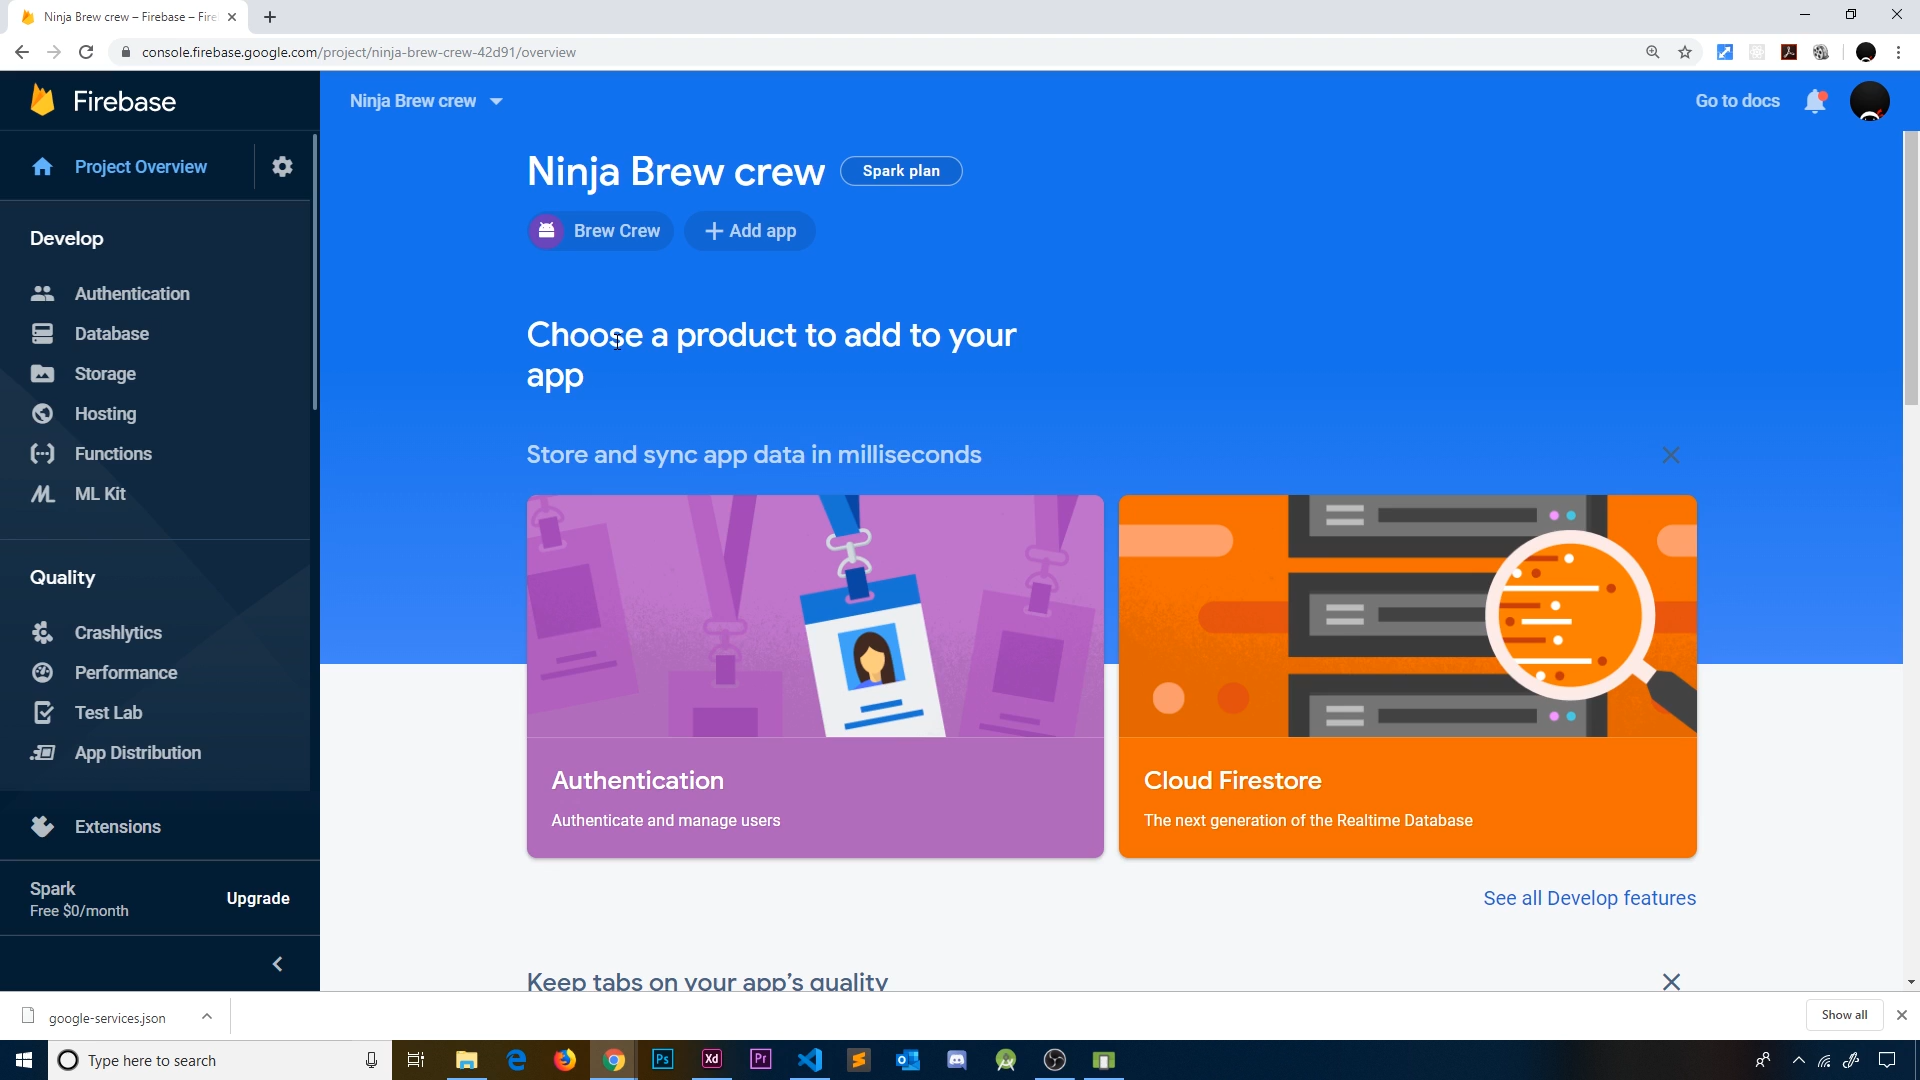 Ninja Brew crew – Firebase – Fire
console.firebase.google.com/project/ninja-brew-crew-42d91/overview
Firebase
Ninja Brew crew
Go to docs
Project Overview
Ninja Brew crew
Spark plan
Brew Crew
Add app
Develop
Authentication
Database
Storage
Hosting
Functions
ML Kit
Choose a product to add to your
app
Store and sync app data in milliseconds
Quality
Crashlytics
Performance
Test Lab
App Distribution
Extensions
Authentication
Authenticate and manage users
Cloud Firestore
The next generation of the Realtime Database
Spark
Free $0/month
Upgrade
See all Develop features
Keep tabs on your app's quality
google-services.json
Show all
Type here to search
Ps
Xd
Pr